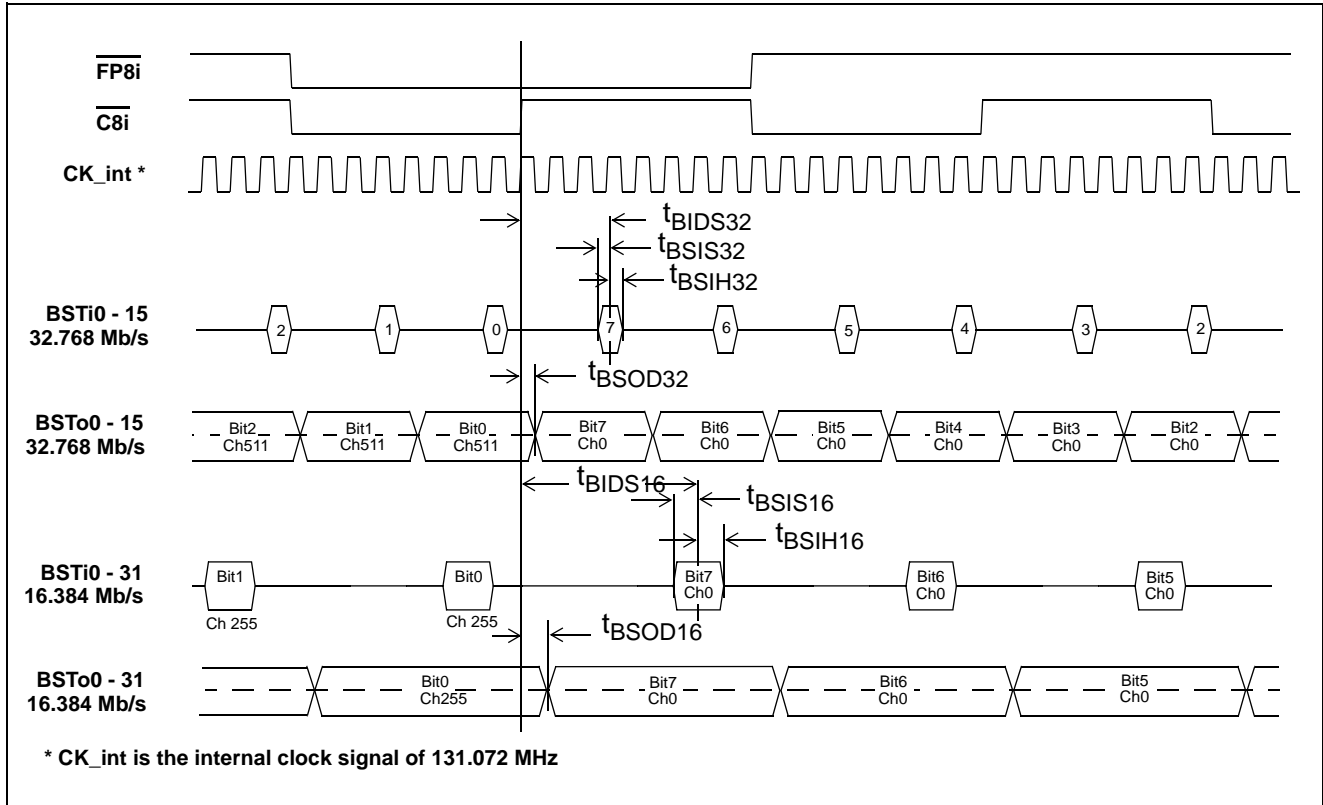 FP8i
C8i
CK_int *
tBIDS32
tBSIS32
tBSIH32
BSTi0 - 15
32.768 Mb/s
2 1 0 7 6 5 4 3 2
tBSOD32
BSTo0 - 15
32.768 Mb/s
Bit2 Bit1 Bit0 Bit7 Bit6 Bit5 Bit4 Bit3 Bit2
Ch511 Ch511 Ch511 Ch0 Ch0 Ch0 Ch0 Ch0 Ch0
tBIDS16
tBSIS16
tBSIH16
BSTi0 - 31
16.384 Mb/s
Bit1 Bit0 Bit7 Bit6 Bit5
Ch0 Ch0 Ch0
Ch 255 Ch 255
tBSOD16
BSTo0 - 31
16.384 Mb/s
Bit0 Bit7 Bit6 Bit5
Ch255 Ch0 Ch0 Ch0
* CK_int is the internal clock signal of 131.072 MHz